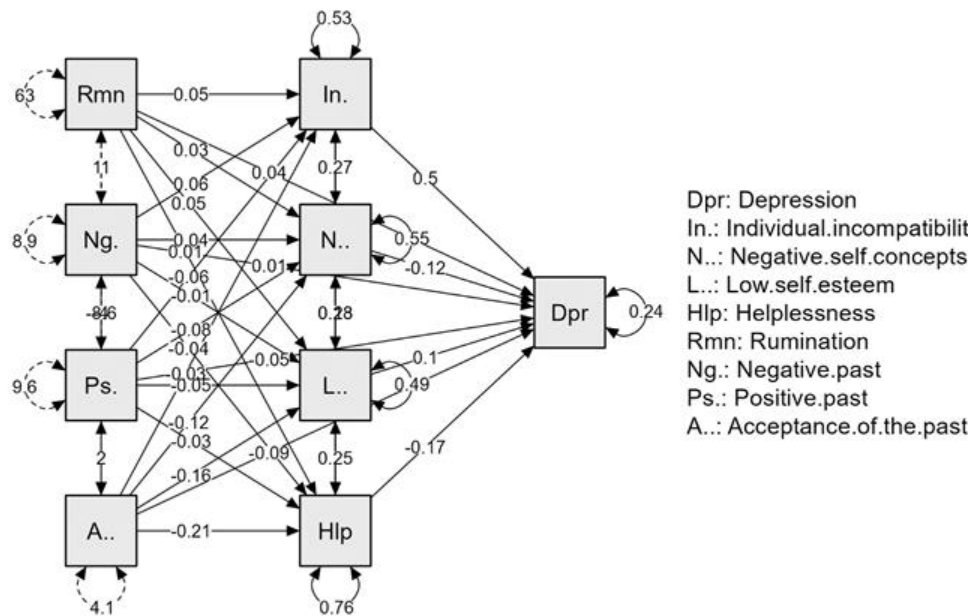 0.53
Rmn
In.
63
0.05
0.03
0.04
11
0.06
0.05
0.27
0.5
Ng.
N..
8.9
0.04
0.01
0.01
0.55
-0.12
-0.06
-0.01
Dpr
0.24
0.28
-0.08
-0.04
0.05
0.1
Ps.
L..
9.6
-0.05
0.49
-0.12
-0.03
-0.09
2
0.25
-0.17
-0.16
A..
-0.21
Hlp
4.1
0.76
Dpr: Depression
In.: Individual.incompatibilit
N..: Negative.self.concepts
L..: Low.self.esteem
Hlp: Helplessness
Rmn: Rumination
Ng.: Negative.past
Ps.: Positive.past
A..: Acceptance.of.the.past